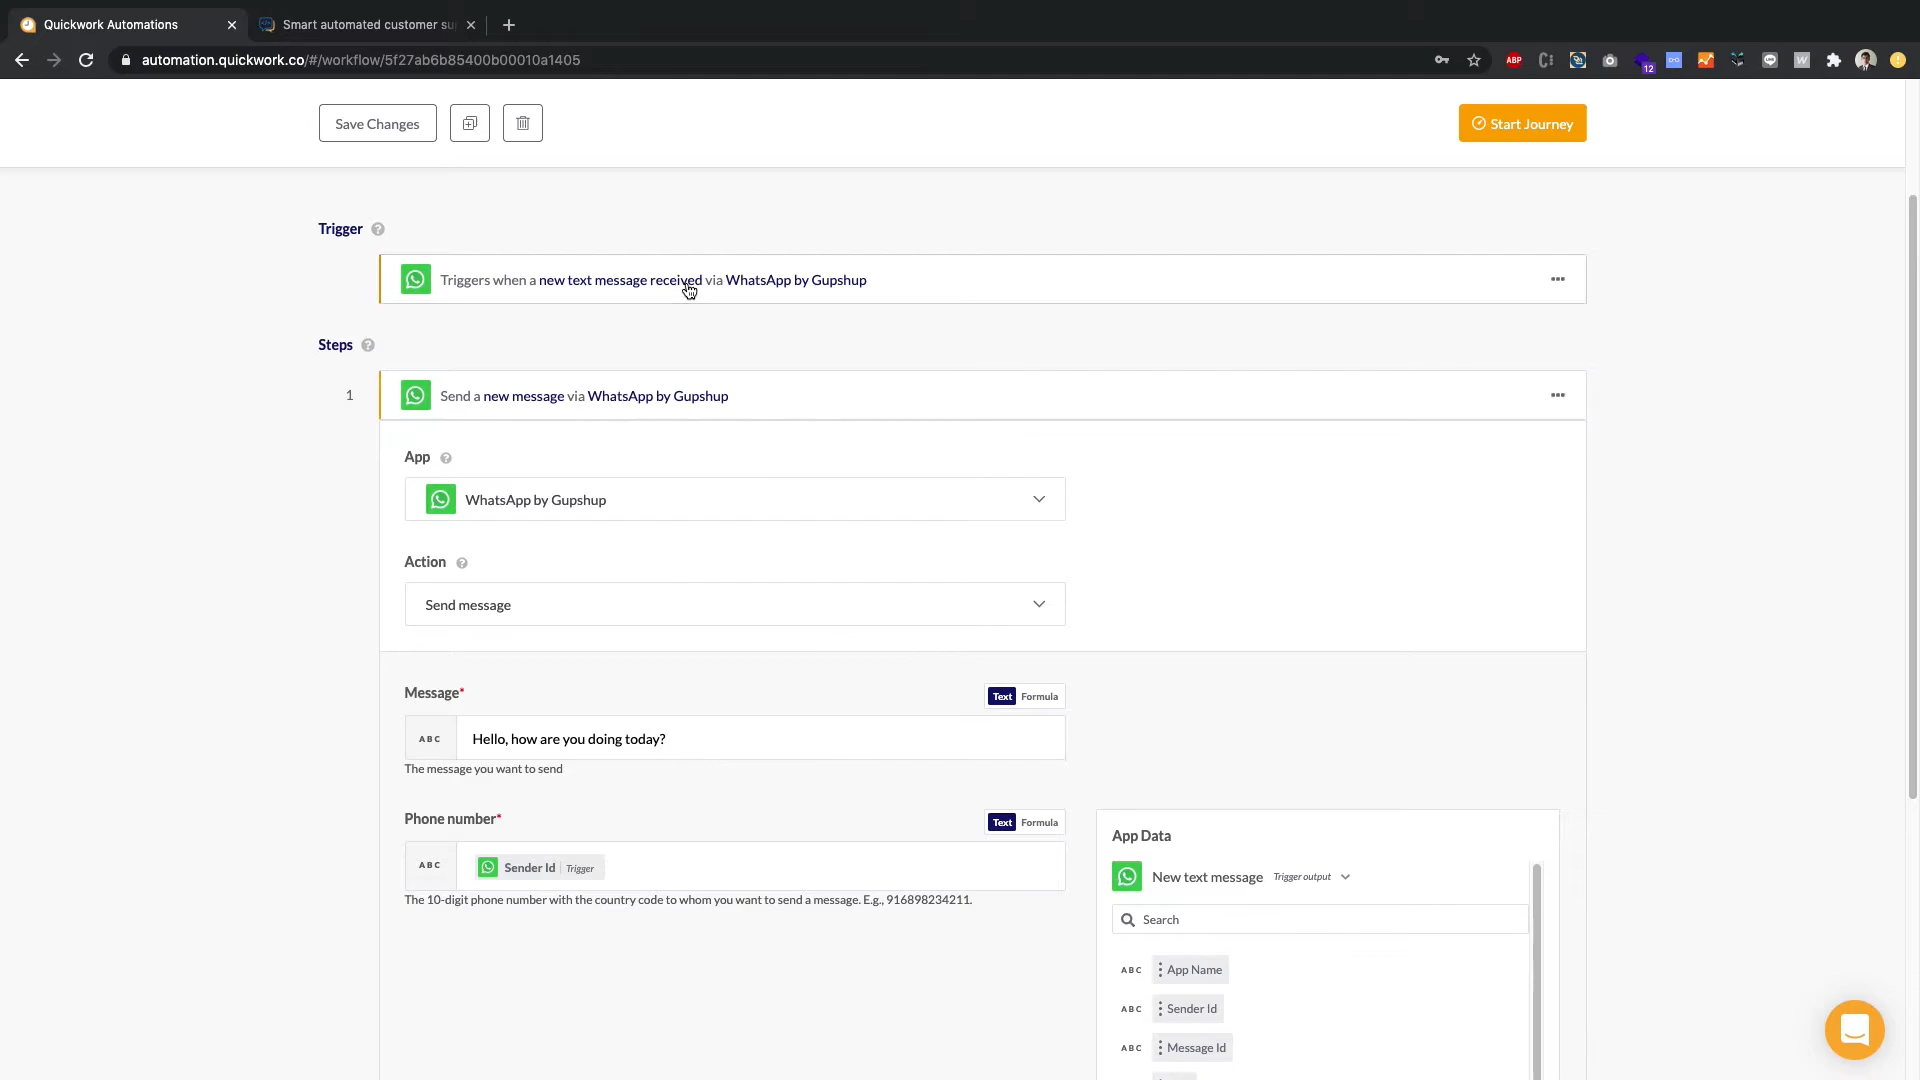 Quickwork Automations
Smart automated customer su
automation.quickwork.co/#/workflow/5f27ab6b85400b00010a1405
ABP
12
W
Save Changes
Start Journey
Trigger ?
Triggers when a new text message received via WhatsApp by Gupshup
Steps ?
1
Send a new message via WhatsApp by Gupshup
App ?
WhatsApp by Gupshup
Action ?
Send message
Message*
Text Formula
ABC
Hello, how are you doing today?
The message you want to send
Phone number*
Text Formula
ABC
Sender Id Trigger
The 10-digit phone number with the country code to whom you want to send a message. E.g., 916898234211.
App Data
New text message Trigger output
Search
ABC App Name
ABC Sender Id
ABC Message Id